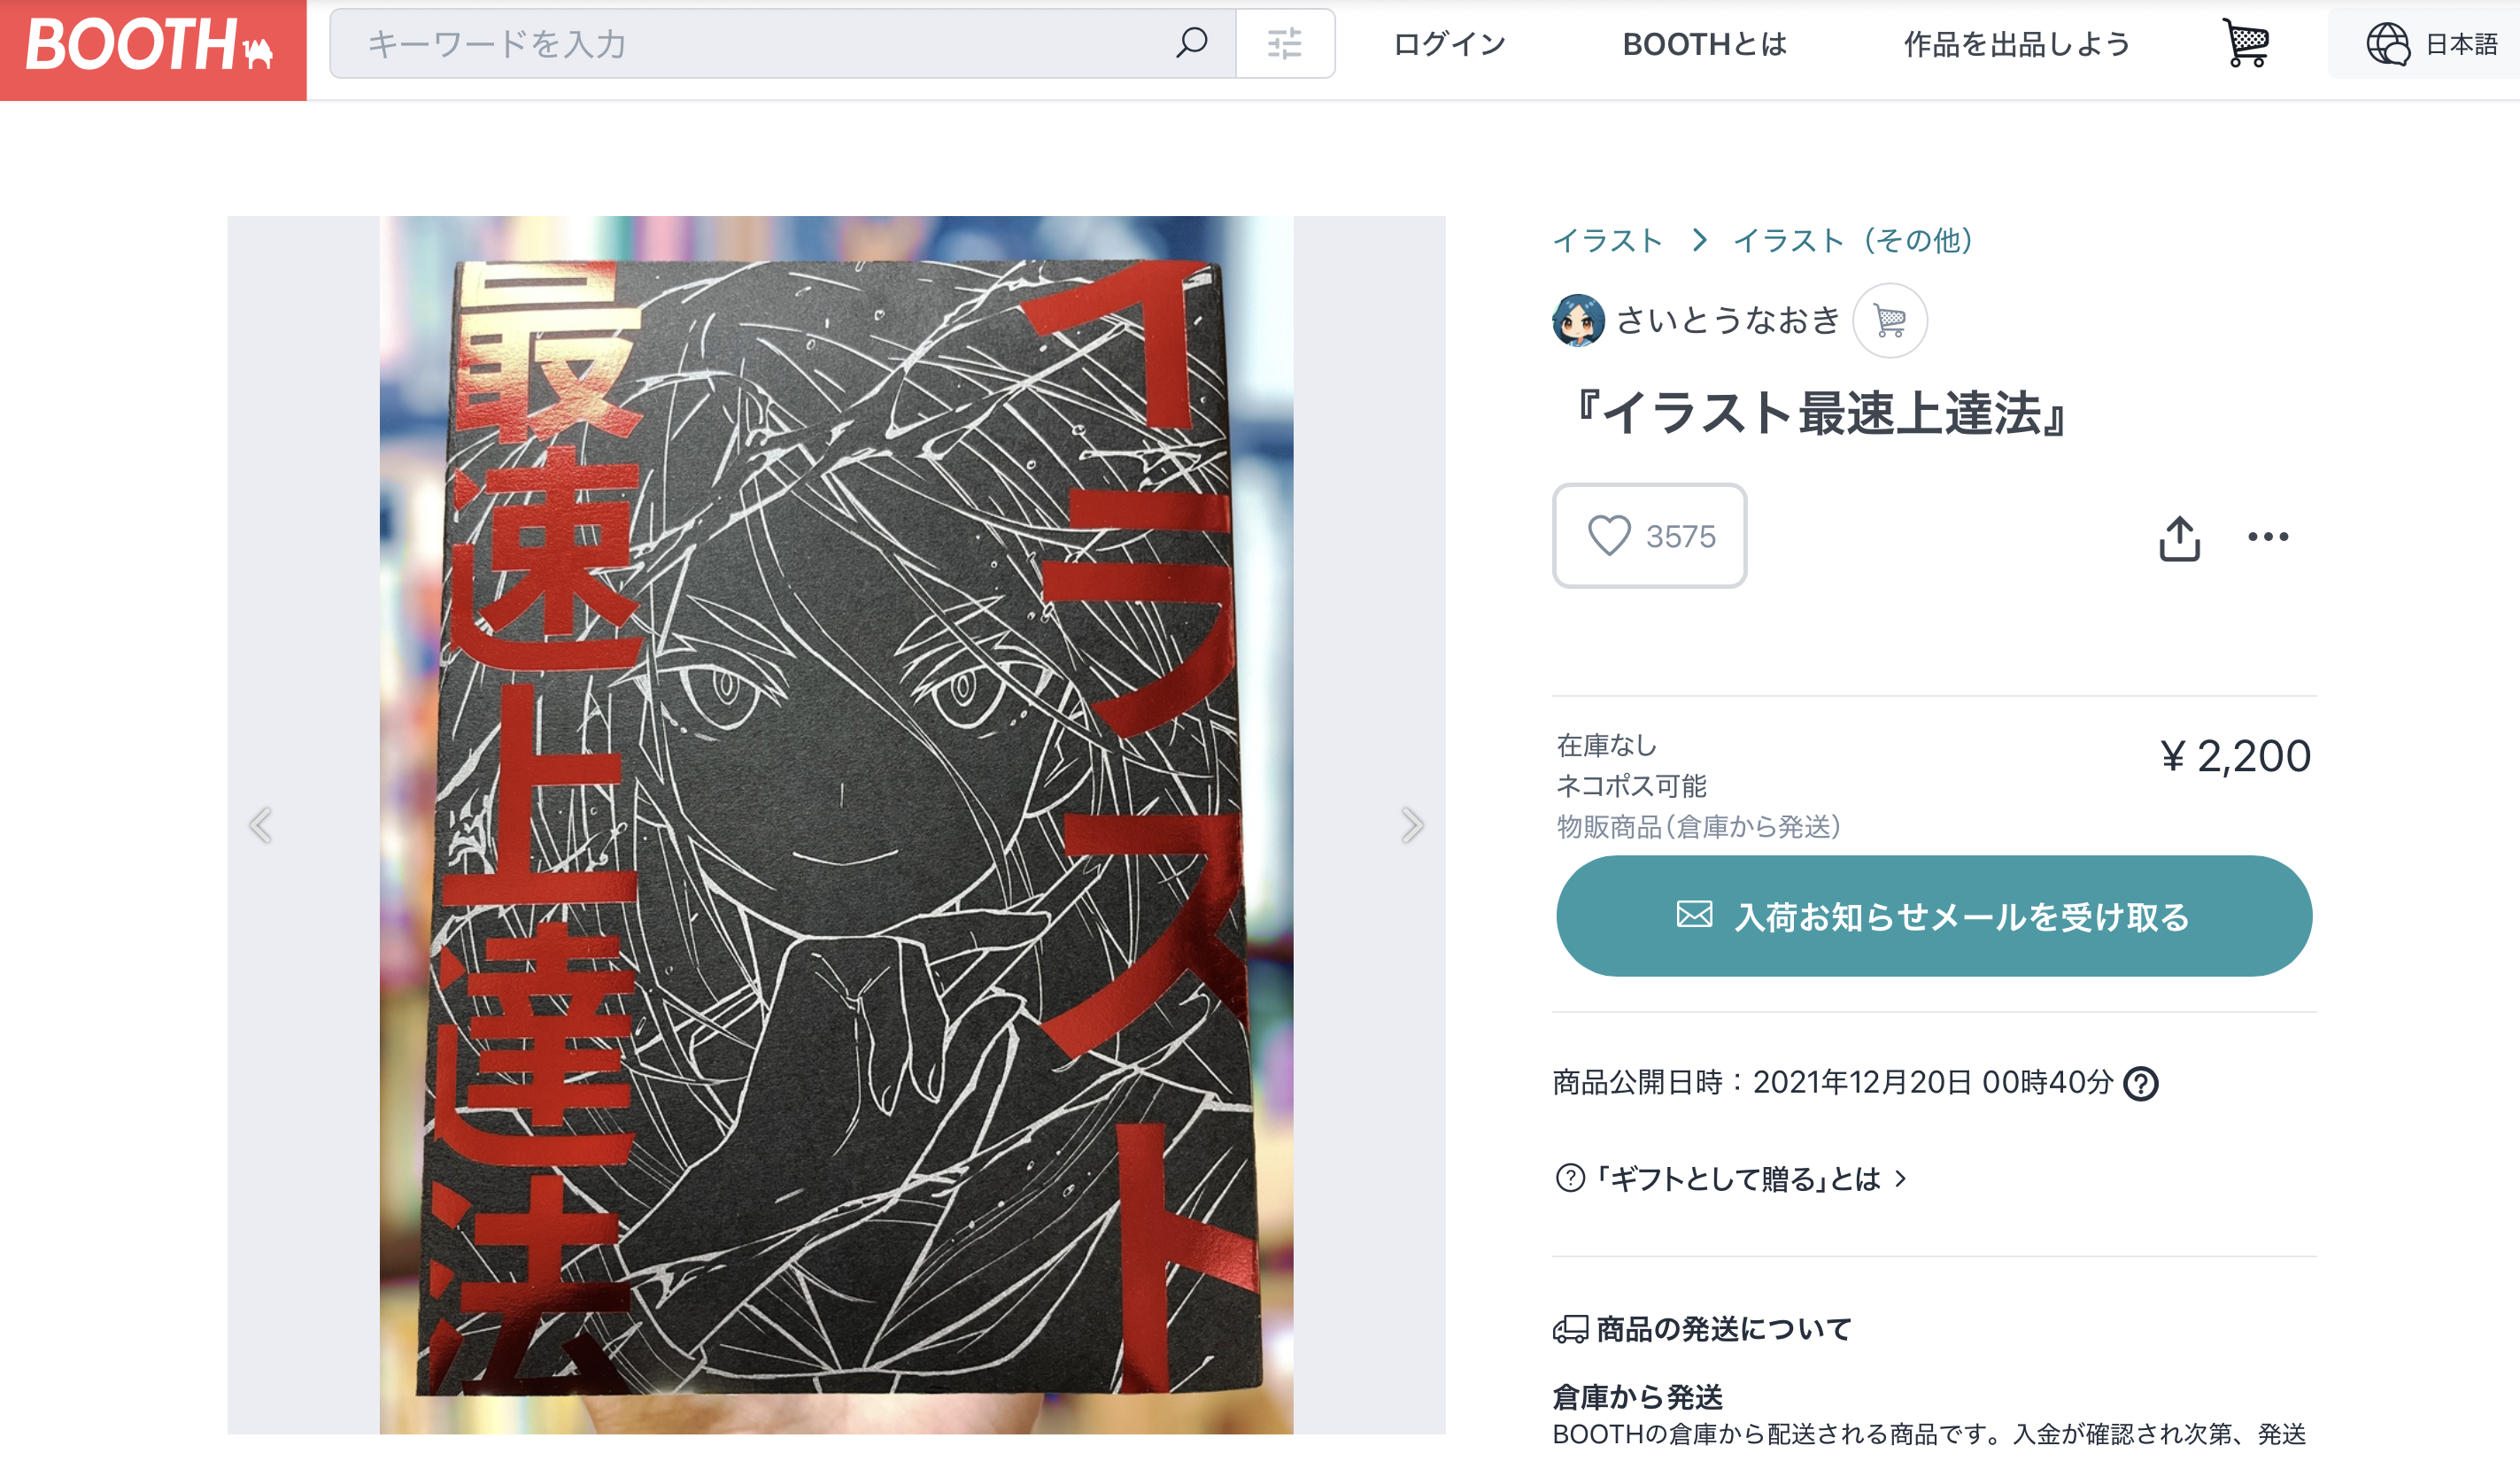 BOOTH
キーワードを入力
ログイン
BOOTHとは
作品を出品しよう
日本語
イラスト
最速上達法
イラスト > イラスト（その他）
さいとうなおき
『イラスト最速上達法』
3575
在庫なし
¥ 2,200
ネコポス可能
物販商品（倉庫から発送）
入荷お知らせメールを受け取る
商品公開日時：2021年12月20日 00時40分
「ギフトとして贈る」とは
商品の発送について
倉庫から発送
BOOTHの倉庫から配送される商品です。入金が確認され次第、発送